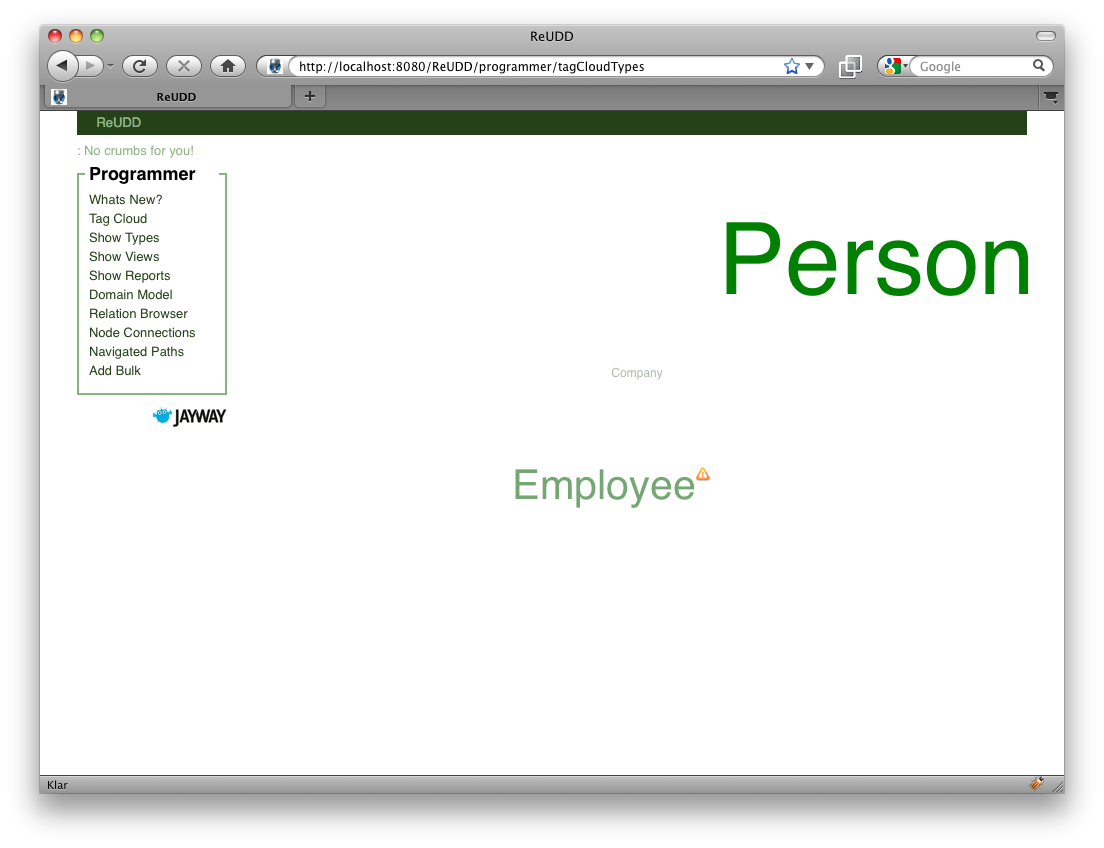 ReUDD
http://localhost:8080/ReUDD/programmer/tagCloudTypes
Google
ReUDD
ReUDD
: No crumbs for you!
Programmer
Whats New?
Tag Cloud
Show Types
Show Views
Show Reports
Domain Model
Relation Browser
Node Connections
Navigated Paths
Add Bulk
JAYWAY
Person
Company
Employee
Klar